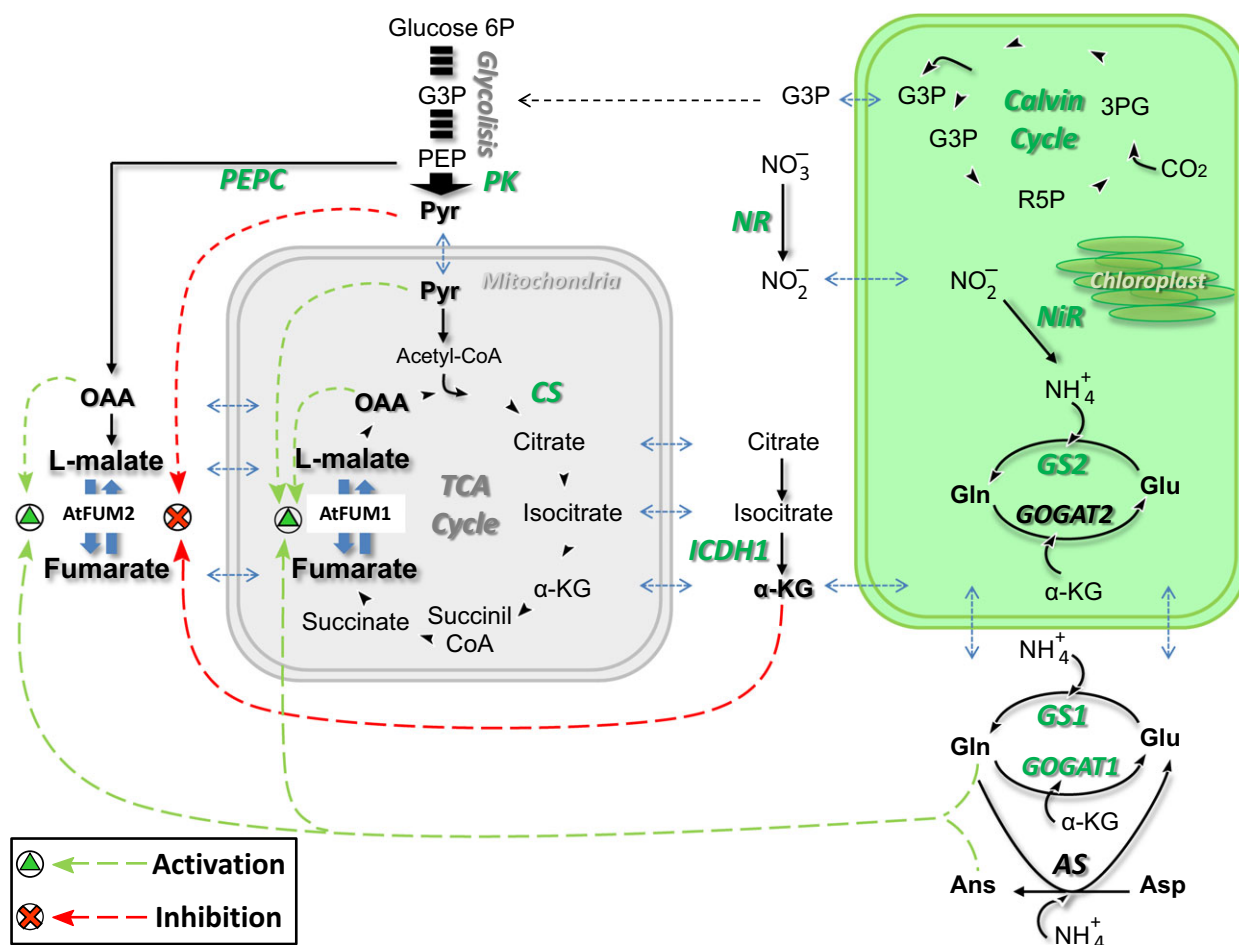 Glucose 6P
Glycolisis
G3P
PEP
PEPC
PK
Pyr
Mitochondria
Pyr
Acetyl-CoA
OAA
OAA
CS
Citrate
L-malate
L-malate
TCA
Cycle
AtFUM2
AtFUM1
Isocitrate
Fumarate
Fumarate
α-KG
Succinate
Succinil
CoA
G3P
NO₃⁻
NR
NO₂⁻
Citrate
Isocitrate
ICDH1
α-KG
G3P
Calvin
Cycle
3PG
G3P
CO₂
R5P
Chloroplast
NO₂⁻
NiR
NH₄⁺
GS2
Gln
Glu
GOGAT2
α-KG
NH₄⁺
GS1
Gln
Glu
GOGAT1
α-KG
AS
Ans
Asp
NH₄⁺
Activation
Inhibition